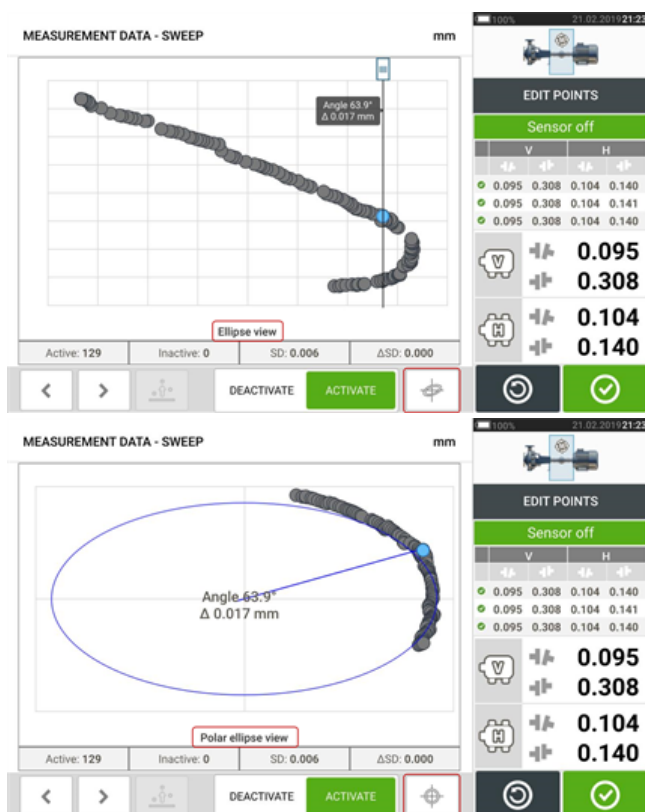 100% 21.02.2019 21:23
MEASUREMENT DATA - SWEEP mm
Angle 63.9°
Δ 0.017 mm
Ellipse view
Active: 129 Inactive: 0 SD: 0.006 ΔSD: 0.000
DEACTIVATE ACTIVATE
EDIT POINTS
Sensor off
V H
0.095 0.308 0.104 0.140
0.095 0.308 0.104 0.141
0.095 0.308 0.104 0.140
V 0.095
0.308
H 0.104
0.140
100% 21.02.2019 21:23
MEASUREMENT DATA - SWEEP mm
Angle 63.9°
Δ 0.017 mm
Polar ellipse view
Active: 129 Inactive: 0 SD: 0.006 ΔSD: 0.000
DEACTIVATE ACTIVATE
EDIT POINTS
Sensor off
V H
0.095 0.308 0.104 0.140
0.095 0.308 0.104 0.141
0.095 0.308 0.104 0.140
V 0.095
0.308
H 0.104
0.140